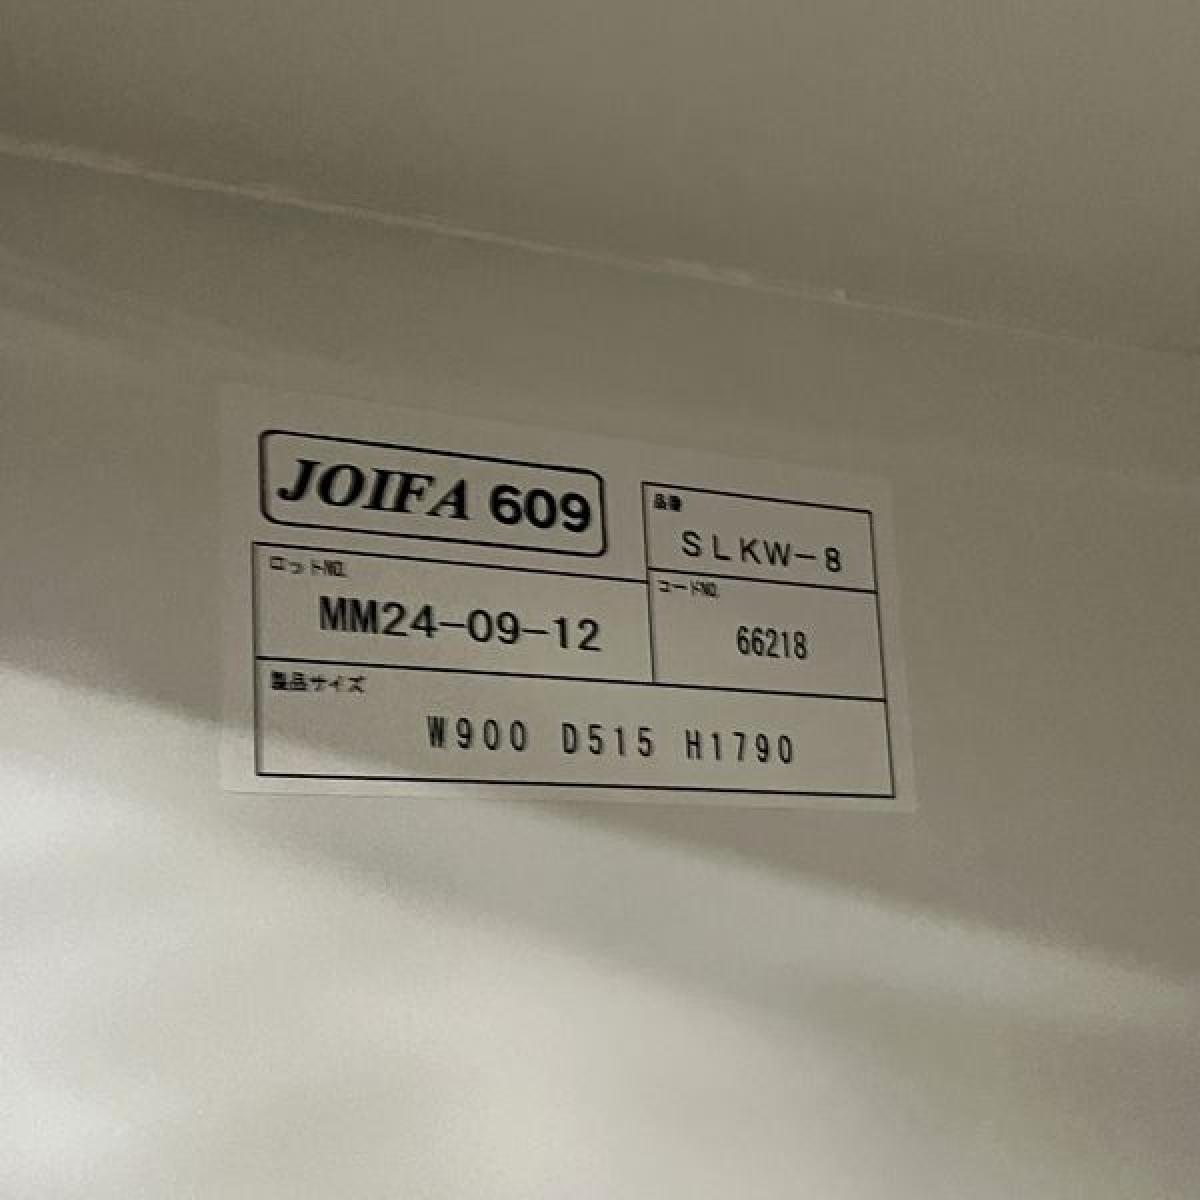 JOIFA 609
品番
SLKW-8
ロットNO.
MM24-09-12
コードNO.
66218
製品サイズ
W900 D515 H1790